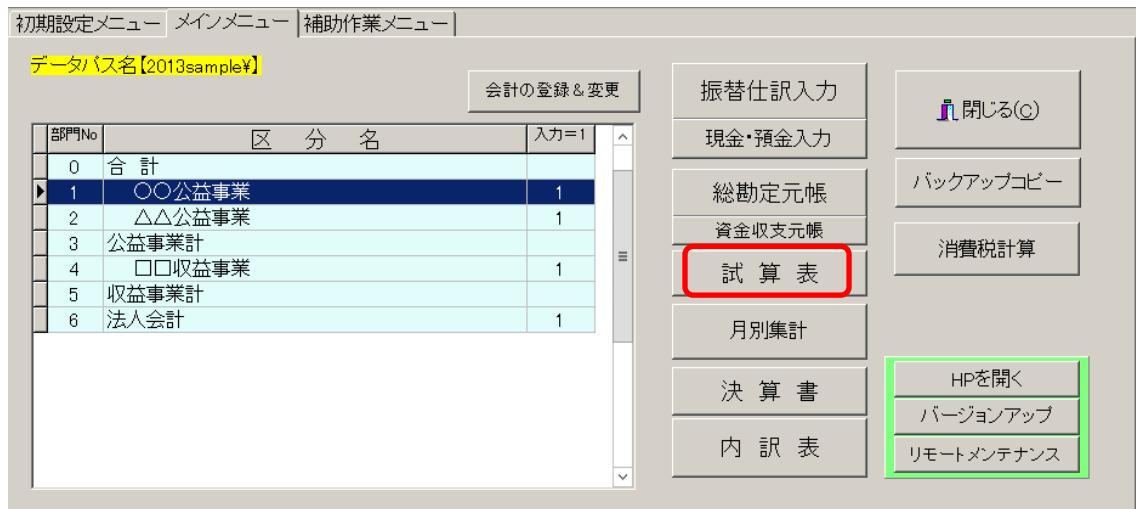 初期設定メニュー メインメニュー 補助作業メニュー
データパス名【2013sample¥】
会計の登録&変更
部門No 区 分 名 入力=1
0 合 計
1 〇〇公益事業 1
2 △△公益事業 1
3 公益事業計
4 □□収益事業 1
5 収益事業計
6 法人会計 1
振替仕訳入力
現金・預金入力
総勘定元帳
資金収支元帳
試 算 表
月別集計
決 算 書
内 訳 表
閉じる(C)
バックアップコピー
消費税計算
HPを開く
バージョンアップ
リモートメンテナンス